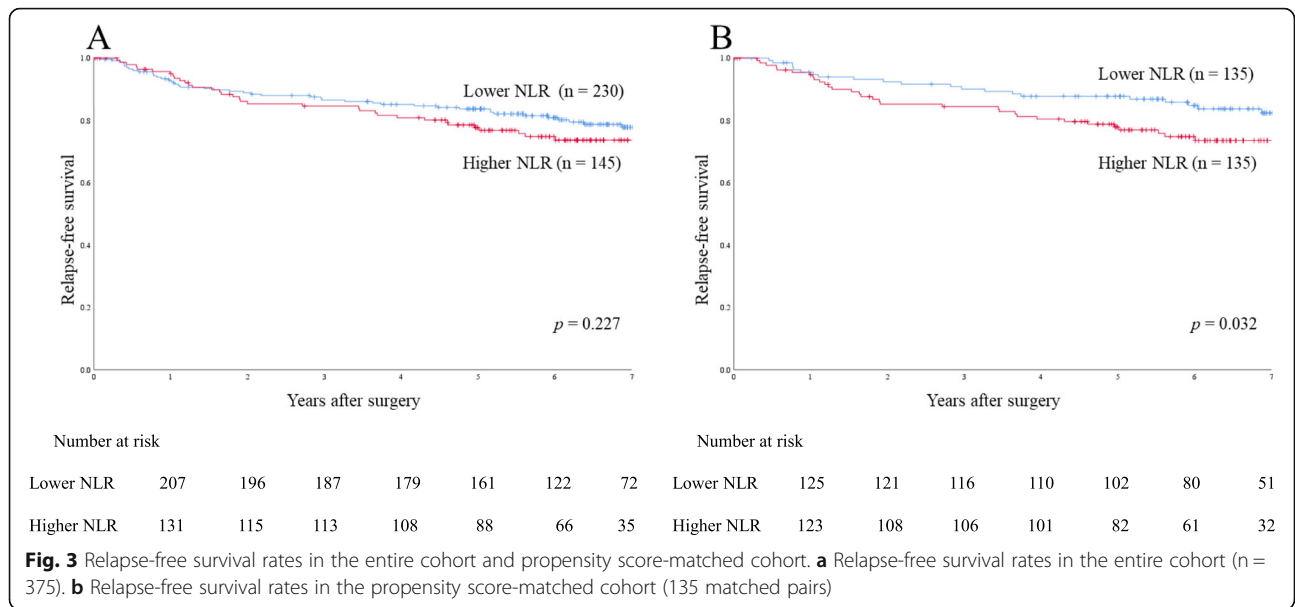 A
1.0
0.8
0.6
0.4
0.2
0.0
Relapse-free survival
Lower NLR (n = 230)
Higher NLR (n = 145)
p = 0.227
0 1 2 3 4 5 6 7
Years after surgery
Number at risk
Lower NLR 207 196 187 179 161 122 72
Higher NLR 131 115 113 108 88 66 35
B
1.0
0.8
0.6
0.4
0.2
0.0
Relapse-free survival
Lower NLR (n = 135)
Higher NLR (n = 135)
p = 0.032
0 1 2 3 4 5 6 7
Years after surgery
Number at risk
Lower NLR 125 121 116 110 102 80 51
Higher NLR 123 108 106 101 82 61 32
Fig. 3 Relapse-free survival rates in the entire cohort and propensity score-matched cohort. a Relapse-free survival rates in the entire cohort (n =
375). b Relapse-free survival rates in the propensity score-matched cohort (135 matched pairs)